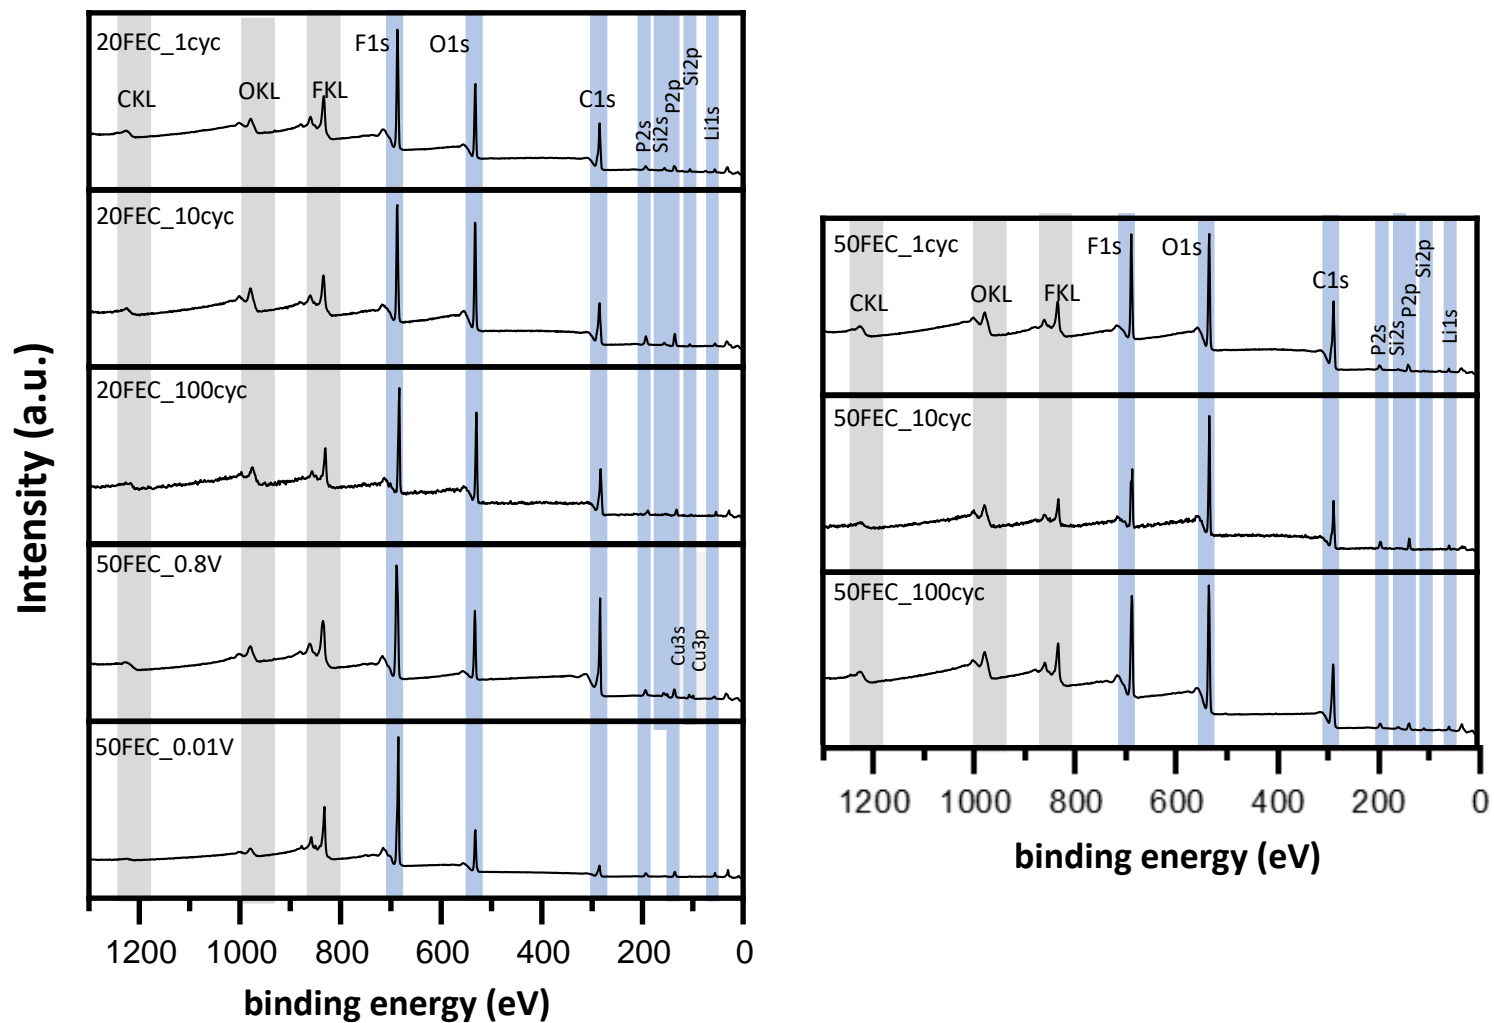 Intensity (a.u.)
20FEC_1cyc
CKL
OKL
FKL
F1s
O1s
C1s
P2s
Si2s
P2p
Si2p
Li1s
20FEC_10cyc
20FEC_100cyc
50FEC_0.8V
Cu3s
Cu3p
50FEC_0.01V
1200 1000 800 600 400 200 0
binding energy (eV)
50FEC_1cyc
CKL
OKL
FKL
F1s
O1s
C1s
P2s
Si2s
P2p
Si2p
Li1s
50FEC_10cyc
50FEC_100cyc
1200 1000 800 600 400 200 0
binding energy (eV)